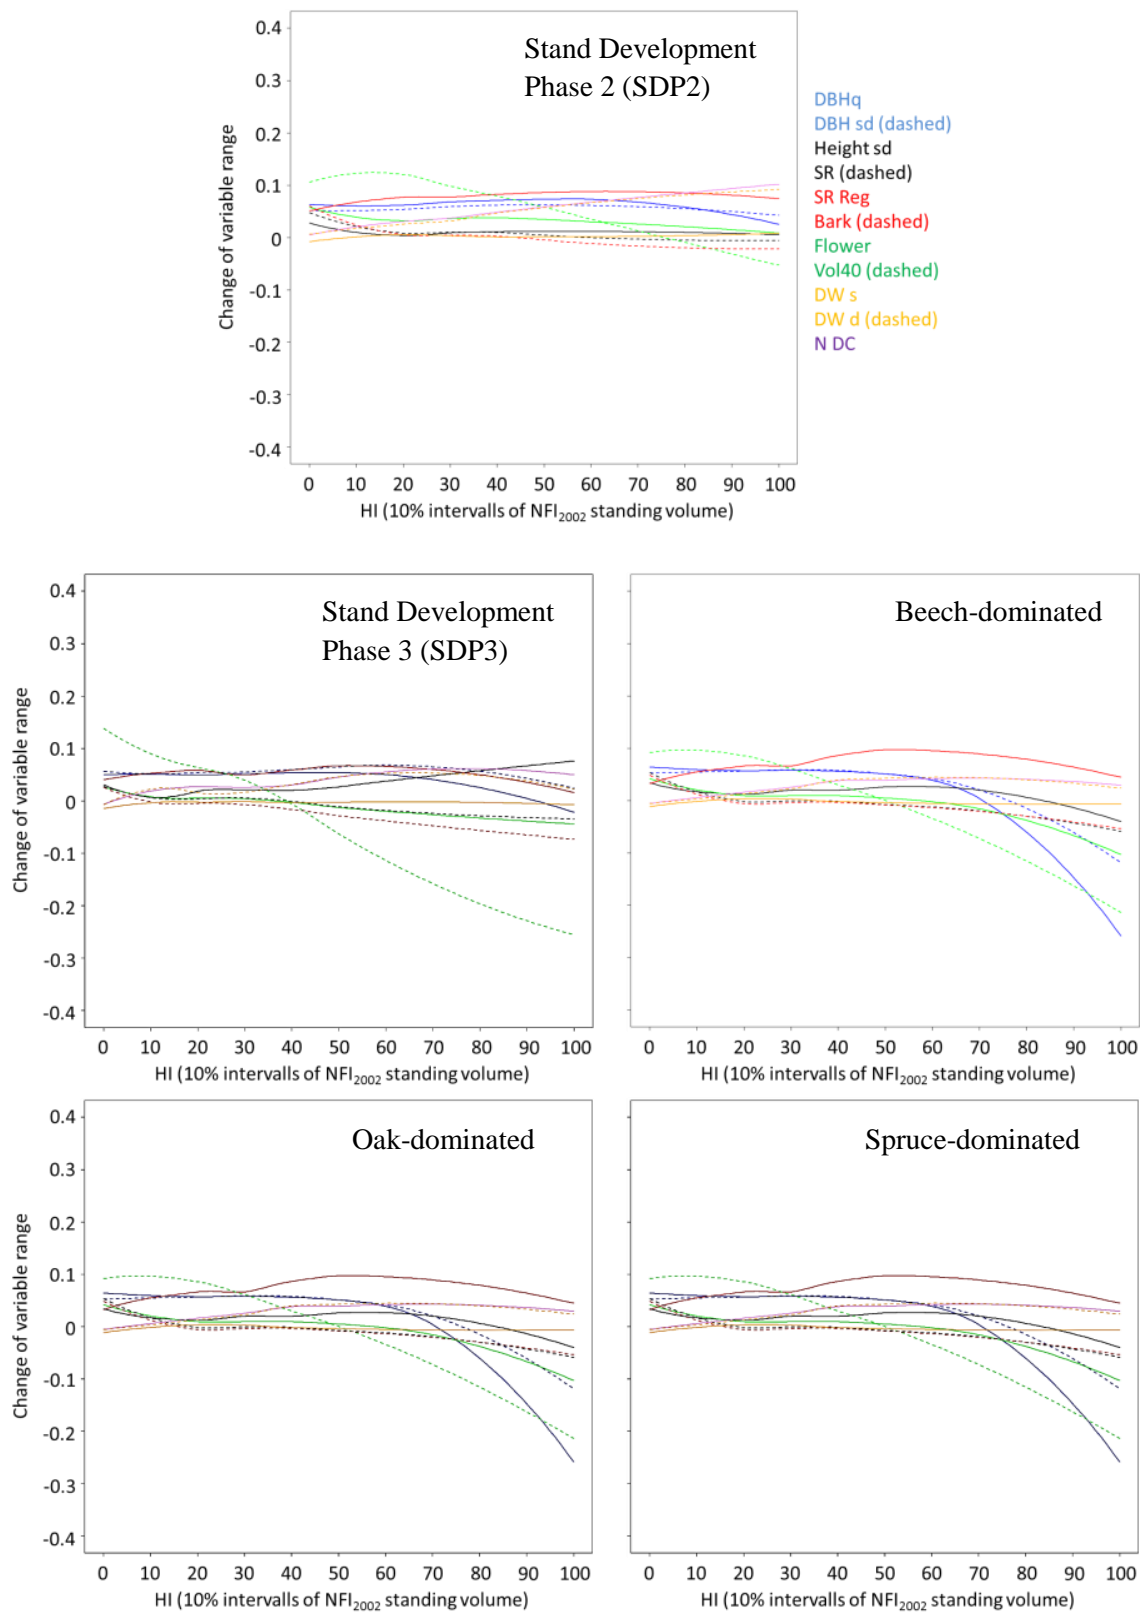 Stand Development
Phase 2 (SDP2)
0.4
0.3
0.2
0.1
0
-0.1
-0.2
-0.3
-0.4
Change of variable range
0 10 20 30 40 50 60 70 80 90 100
HI (10% intervalls of NFI₂₀₀₂ standing volume)
DBHq
DBH sd (dashed)
Height sd
SR (dashed)
SR Reg
Bark (dashed)
Flower
Vol40 (dashed)
DW s
DW d (dashed)
N DC
Stand Development
Phase 3 (SDP3)
0.4
0.3
0.2
0.1
0
-0.1
-0.2
-0.3
-0.4
Change of variable range
0 10 20 30 40 50 60 70 80 90 100
HI (10% intervalls of NFI₂₀₀₂ standing volume)
Beech-dominated
0 10 20 30 40 50 60 70 80 90 100
HI (10% intervalls of NFI₂₀₀₂ standing volume)
Oak-dominated
0.4
0.3
0.2
0.1
0
-0.1
-0.2
-0.3
-0.4
Change of variable range
0 10 20 30 40 50 60 70 80 90 100
HI (10% intervalls of NFI₂₀₀₂ standing volume)
Spruce-dominated
0 10 20 30 40 50 60 70 80 90 100
HI (10% intervalls of NFI₂₀₀₂ standing volume)